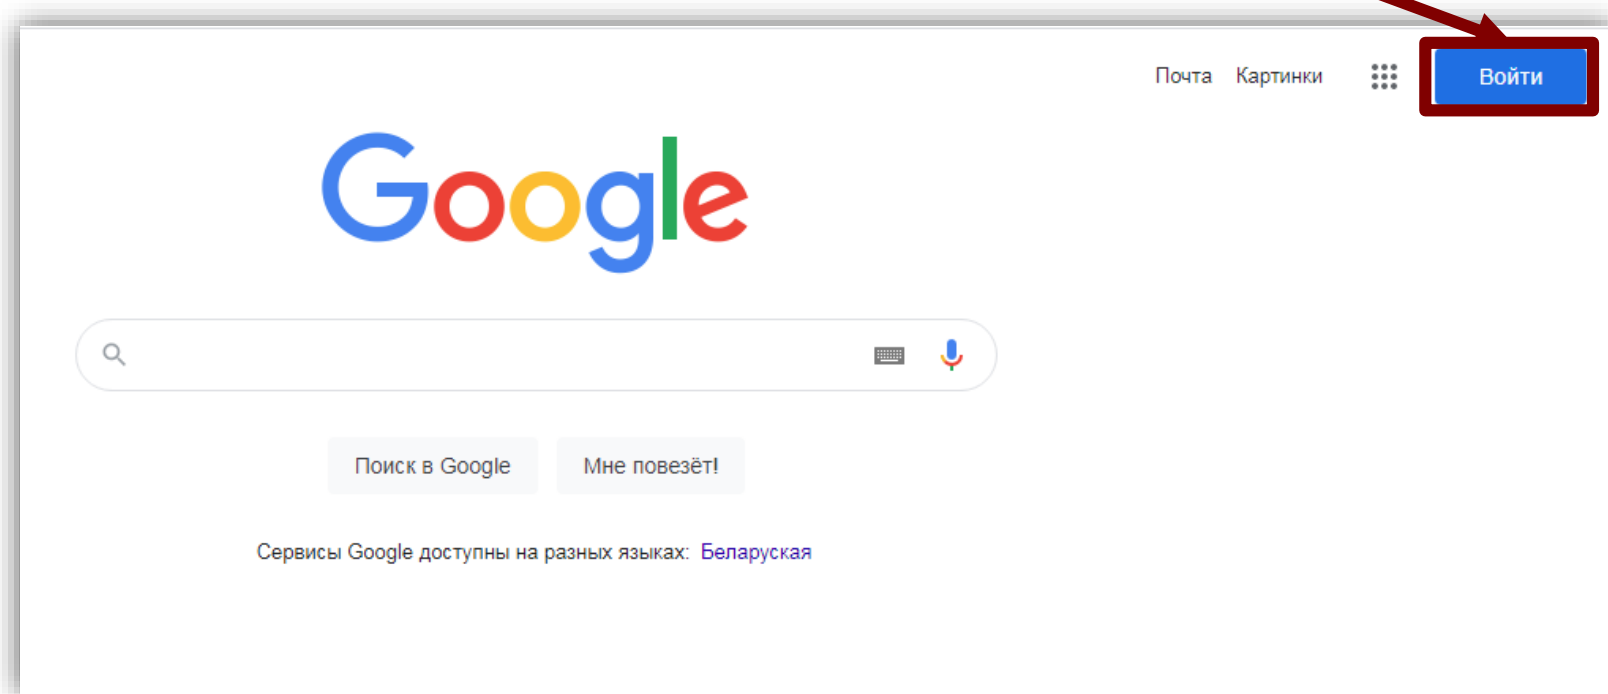 Почта Картинки Войти
Google
Поиск в Google Мне повезёт!
Сервисы Google доступны на разных языках: Беларуская